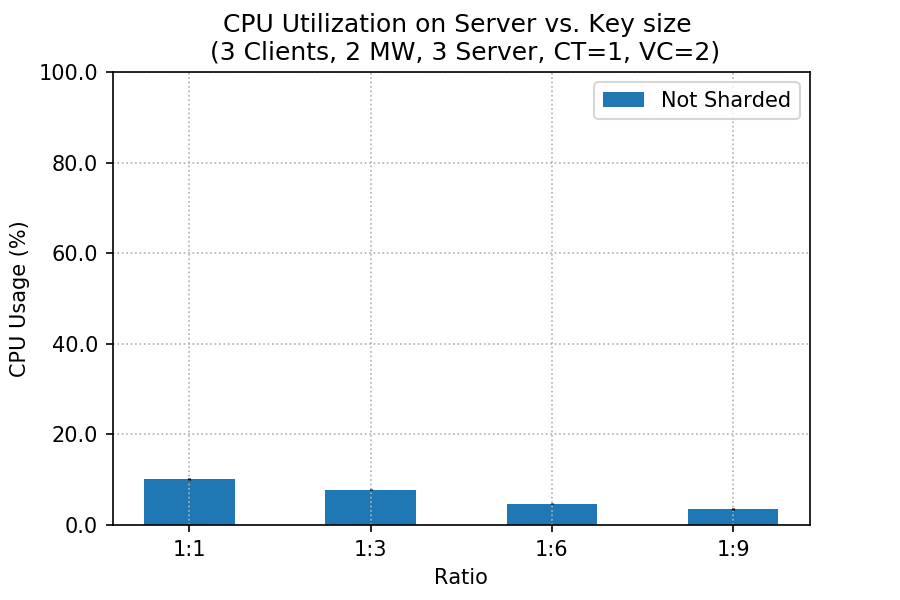 CPU Utilization on Server vs. Key size
(3 Clients, 2 MW, 3 Server, CT=1, VC=2)
100.0
Not Sharded
80.0
60.0
CPU Usage (%)
40.0
20.0
0.0
1:1 1:3 1:6 1:9
Ratio